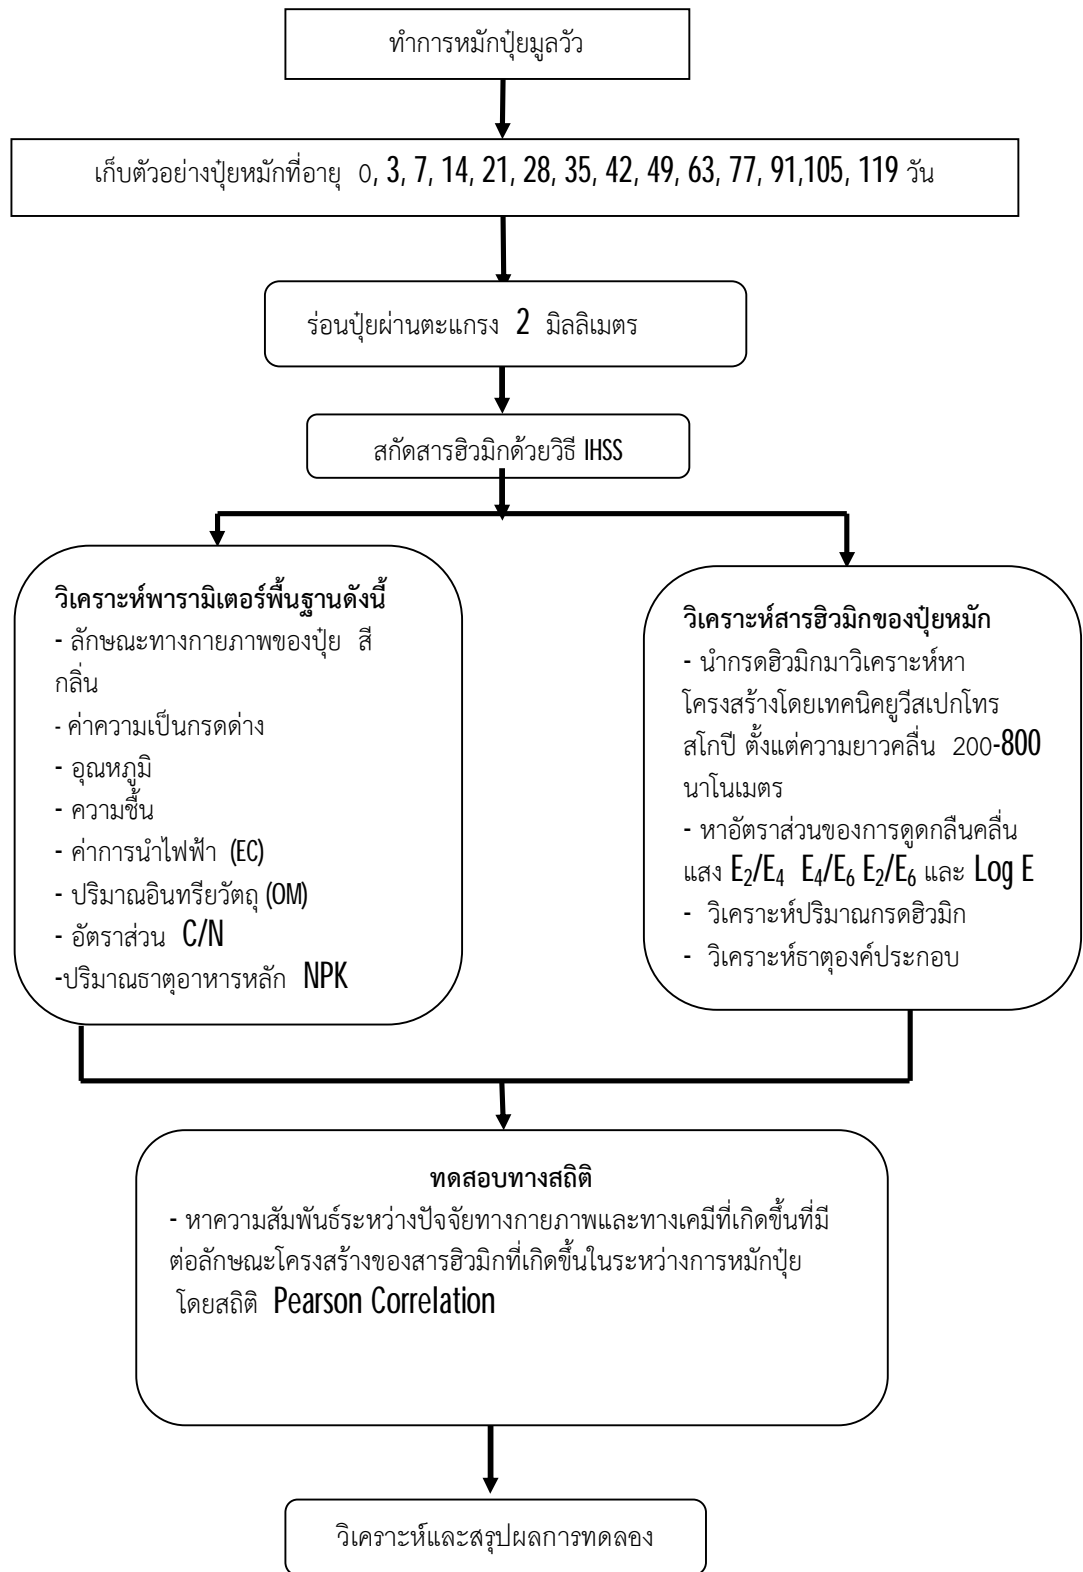 ทำการหมักปุ๋ยมูลวัว
เก็บตัวอย่างปุ๋ยหมักที่อายุ 0, 3, 7, 14, 21, 28, 35, 42, 49, 63, 77, 91,105, 119 วัน
ร่อนปุ๋ยผ่านตะแกรง 2 มิลลิเมตร
สกัดสารฮิวมิกด้วยวิธี IHSS
วิเคราะห์พารามิเตอร์พื้นฐานดังนี้
- ลักษณะทางกายภาพของปุ๋ย สี
กลิ่น
- ค่าความเป็นกรดด่าง
- อุณหภูมิ
- ความชื้น
- ค่าการนำไฟฟ้า (EC)
- ปริมาณอินทรียวัตถุ (OM)
- อัตราส่วน C/N
-ปริมาณธาตุอาหารหลัก NPK
วิเคราะห์สารฮิวมิกของปุ๋ยหมัก
- นำกรดฮิวมิกมาวิเคราะห์หา
โครงสร้างโดยเทคนิคยูวีสเปกโทร
สโกปี ตั้งแต่ความยาวคลื่น 200-800
นาโนเมตร
- หาอัตราส่วนของการดูดกลืนคลื่น
แสง E₂/E₄ E₄/E₆ E₂/E₆ และ Log E
- วิเคราะห์ปริมาณกรดฮิวมิก
- วิเคราะห์ธาตุองค์ประกอบ
ทดสอบทางสถิติ
- หาความสัมพันธ์ระหว่างปัจจัยทางกายภาพและทางเคมีที่เกิดขึ้นที่มี
ต่อลักษณะโครงสร้างของสารฮิวมิกที่เกิดขึ้นในระหว่างการหมักปุ๋ย
โดยสถิติ Pearson Correlation
วิเคราะห์และสรุปผลการทดลอง